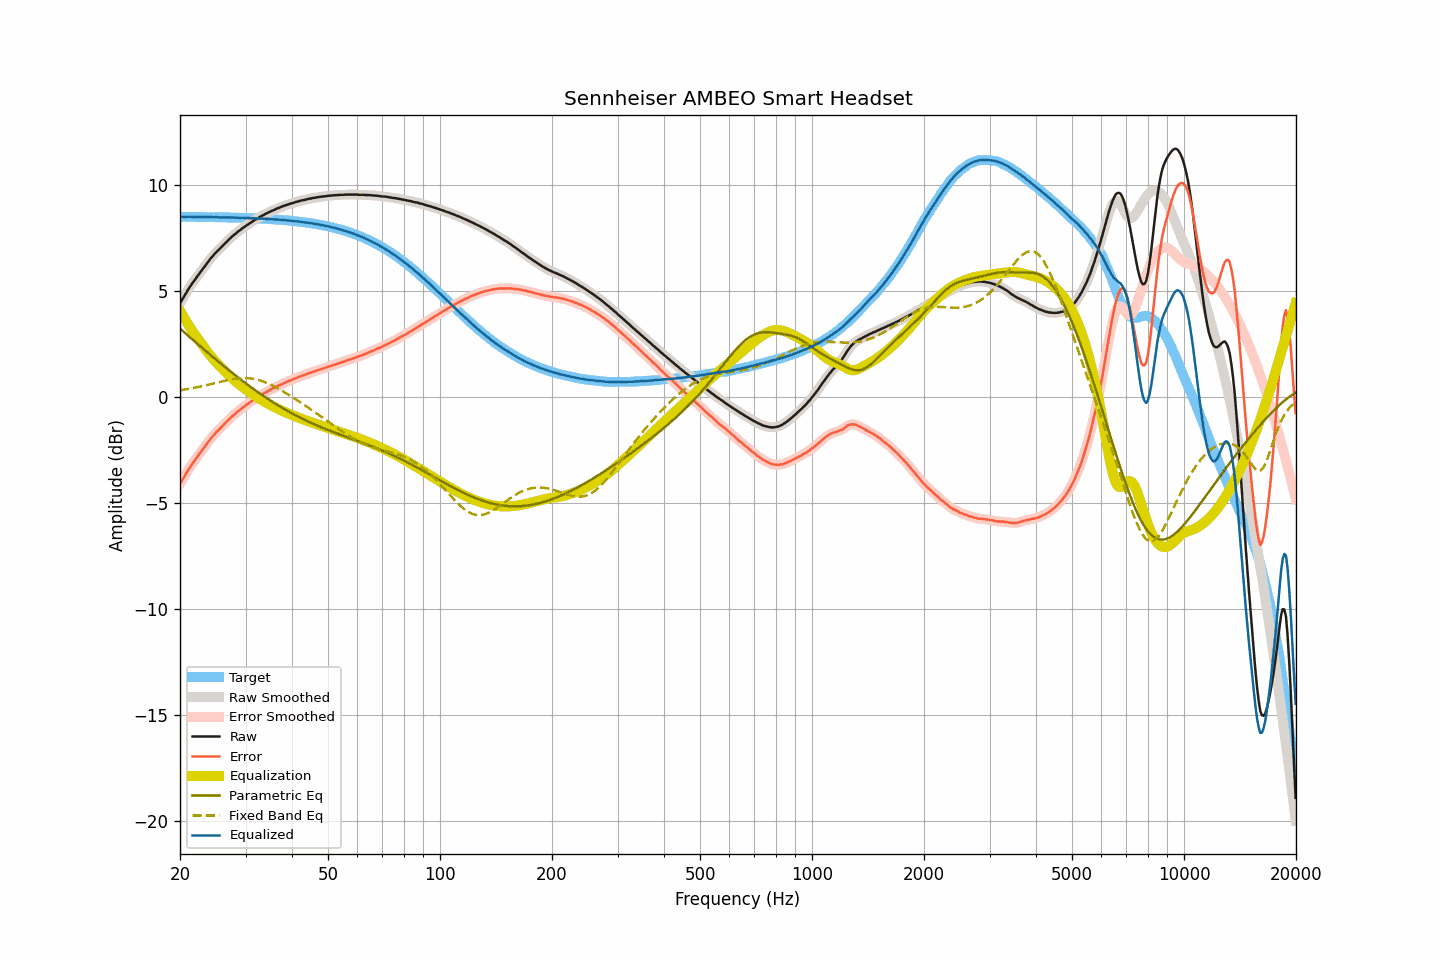 Sennheiser AMBEO Smart Headset
Amplitude (dBr)
10
5
0
−5
−10
−15
−20
Target
Raw Smoothed
Error Smoothed
Raw
Error
Equalization
Parametric Eq
Fixed Band Eq
Equalized
20 50 100 200 500 1000 2000 5000 10000 20000
Frequency (Hz)